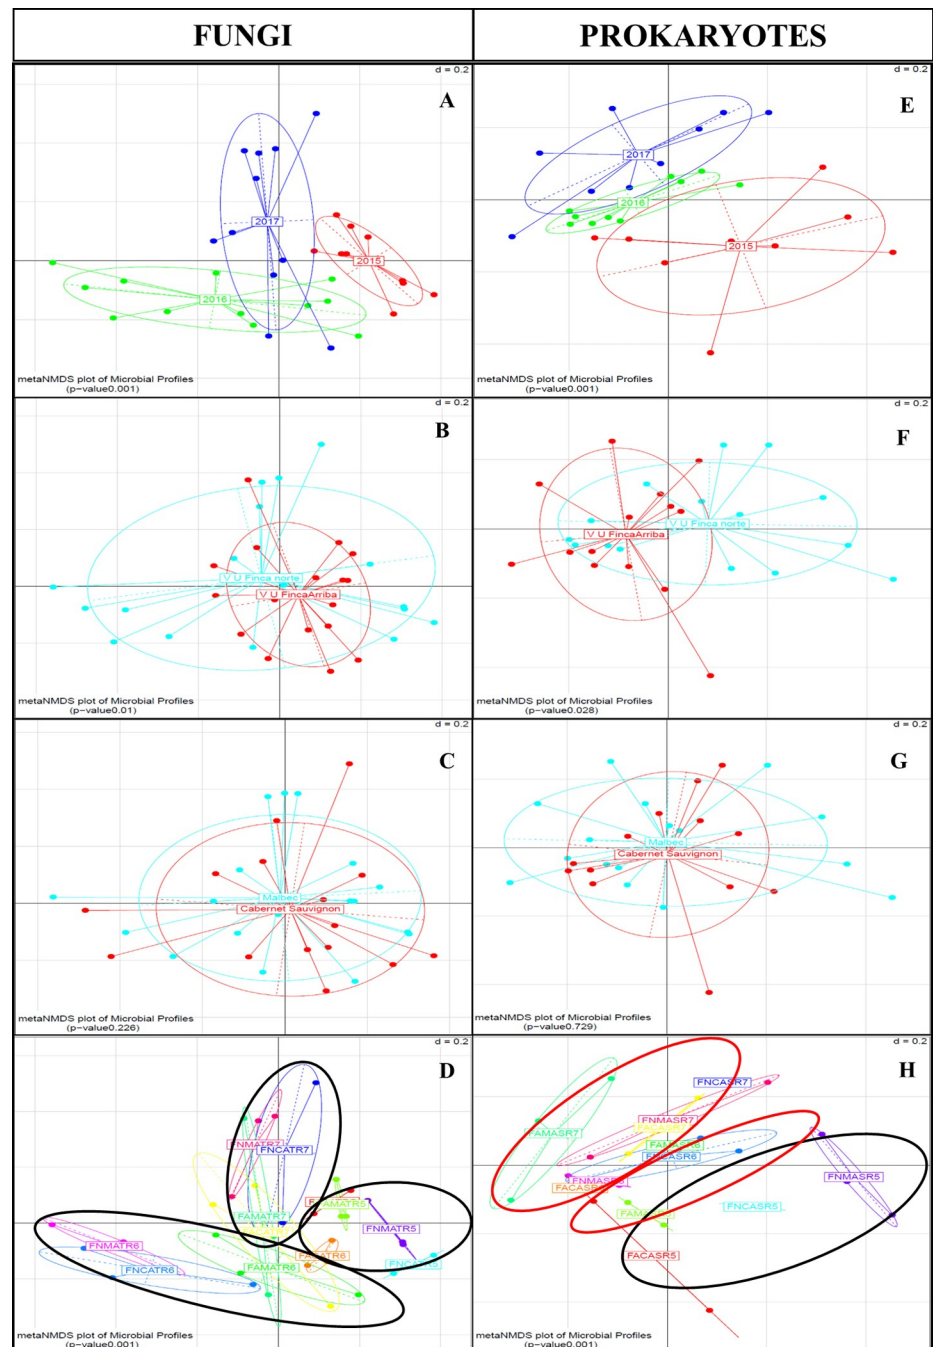 FUNGI
PROKARYOTES
d = 0.2
A
2017
2015
2016
metaNMDS plot of Microbial Profiles
(p-value0.001)
d = 0.2
E
2017
2016
2015
metaNMDS plot of Microbial Profiles
(p-value0.001)
d = 0.2
B
V U Finca norte
V U FincaArriba
metaNMDS plot of Microbial Profiles
(p-value0.01)
d = 0.2
F
V U Finca norte
V U FincaArriba
metaNMDS plot of Microbial Profiles
(p-value0.028)
d = 0.2
C
Malbec
Cabernet Sauvignon
metaNMDS plot of Microbial Profiles
(p-value0.226)
d = 0.2
G
Malbec
Cabernet Sauvignon
metaNMDS plot of Microbial Profiles
(p-value0.729)
d = 0.2
D
FNMATR7
FNCATR7
FAMATR5
FAMATR7
FNMATR5
FNMATR6
FACATR6
FNCATR6
FAMATR6
metaNMDS plot of Microbial Profiles
(p-value0.001)
d = 0.2
H
FNCASR7
FNMASR7
FAMASR7
FNCASR6
FNMASR5
FNCASR5
FACASR5
metaNMDS plot of Microbial Profiles
(p-value0.001)